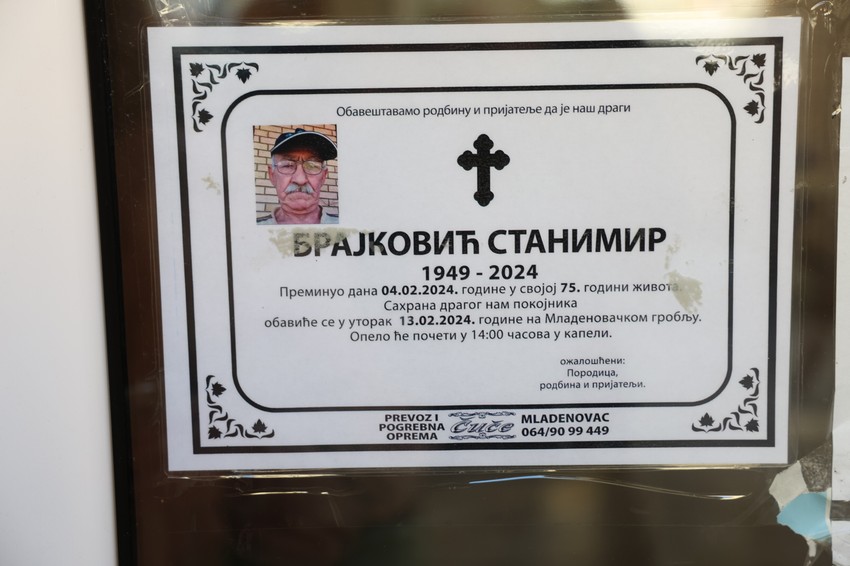 Обавештавамо родбину и пријатеље да је наш драги
БРАЈКОВИЋ СТАНИМИР
1949 - 2024
Преминуо дана 04.02.2024. године у својој 75. години живота.
Сахрана драгог нам покојника
обавиће се у уторак 13.02.2024. године на Младеновачком гробљу.
Опело ће почети у 14:00 часова у капели.
ожалошћени:
Породица,
родбина и пријатељи.
PREVOZ I
POGREBNA
OPREMA
Čuče
MLADENOVAC
064/90 99 449